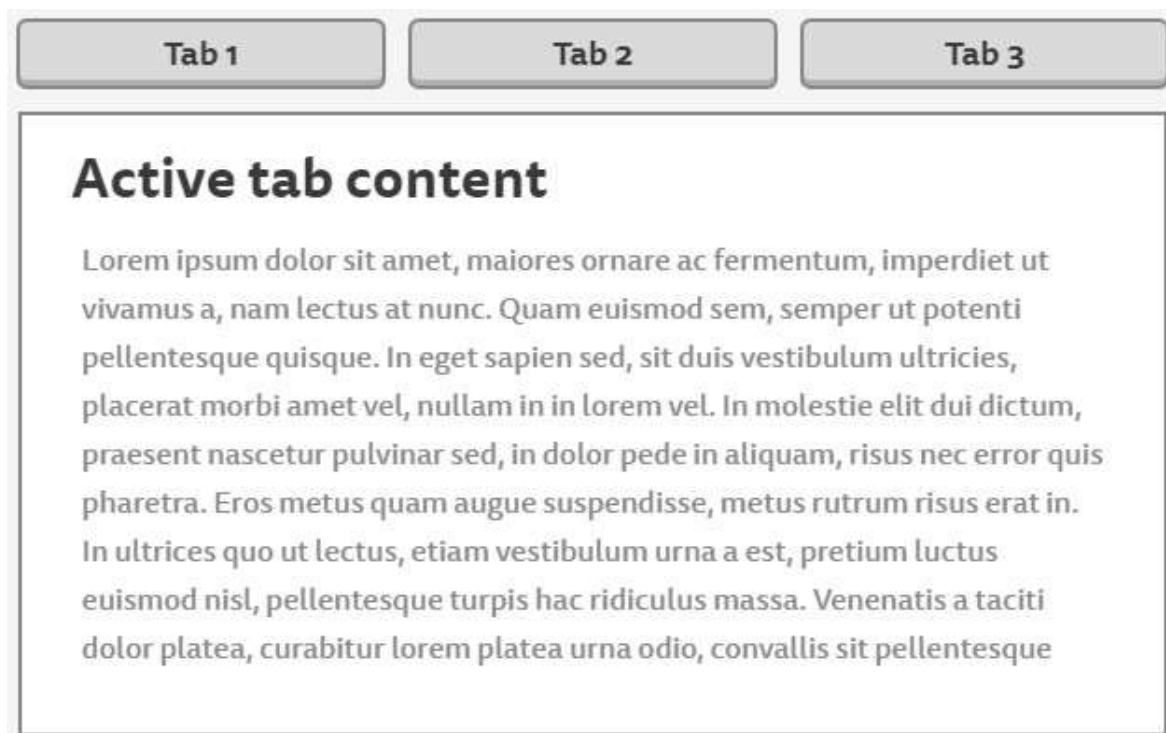 Tab 1
Tab 2
Tab 3
Active tab content
Lorem ipsum dolor sit amet, maiores ornare ac fermentum, imperdiet ut
vivamus a, nam lectus at nunc. Quam euismod sem, semper ut potenti
pellentesque quisque. In eget sapien sed, sit duis vestibulum ultricies,
placerat morbi amet vel, nullam in in lorem vel. In molestie elit dui dictum,
praesent nascetur pulvinar sed, in dolor pede in aliquam, risus nec error quis
pharetra. Eros metus quam augue suspendisse, metus rutrum risus erat in.
In ultrices quo ut lectus, etiam vestibulum urna a est, pretium luctus
euismod nisl, pellentesque turpis hac ridiculus massa. Venenatis a taciti
dolor platea, curabitur lorem platea urna odio, convallis sit pellentesque